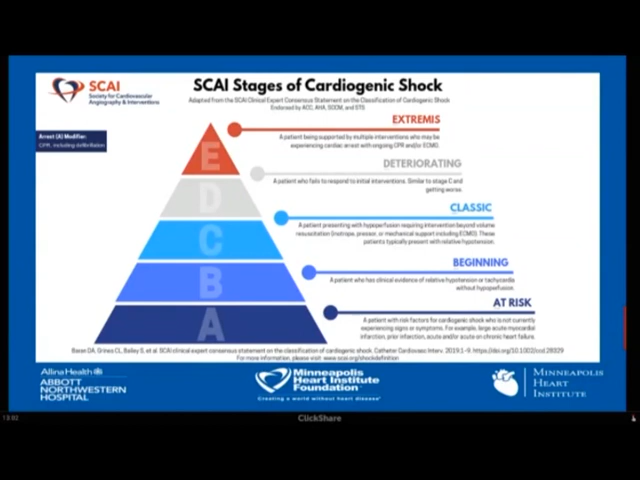 SCAI
Society for Cardiovascular
Angiography & Interventions
SCAI Stages of Cardiogenic Shock
Adapted from the SCAI Clinical Expert Consensus Statement on the Classification of Cardiogenic Shock
Endorsed by ACC, AHA, SCCM, and STS
Arrest (A) Modifier:
CPR, including defibrillation
E
EXTREMIS
A patient being supported by multiple interventions who may be
experiencing cardiac arrest with ongoing CPR and/or ECMO.
D
DETERIORATING
A patient who fails to respond to initial interventions. Similar to stage C and
getting worse.
C
CLASSIC
A patient presenting with hypoperfusion requiring intervention beyond volume
resuscitation (inotrope, pressor, or mechanical support including ECMO). These
patients typically present with relative hypotension.
B
BEGINNING
A patient who has clinical evidence of relative hypotension or tachycardia
without hypoperfusion.
A
AT RISK
A patient with risk factors for cardiogenic shock who is not currently
experiencing signs or symptoms. For example, large acute myocardial
infarction, prior infarction, acute and/or acute on chronic heart failure.
Baran DA, Grines CL, Bailey S, et al. SCAI clinical expert consensus statement on the classification of cardiogenic shock. Catheter Cardiovasc Interv. 2019;1–9. https://doi.org/10.1002/ccd.28329
For more information, please visit: www.scai.org/shockdefinition
Allina Health
ABBOTT
NORTHWESTERN
HOSPITAL
Minneapolis
Heart Institute
Foundation
Creating a world without heart disease
MINNEAPOLIS
HEART
INSTITUTE
13:02
ClickShare